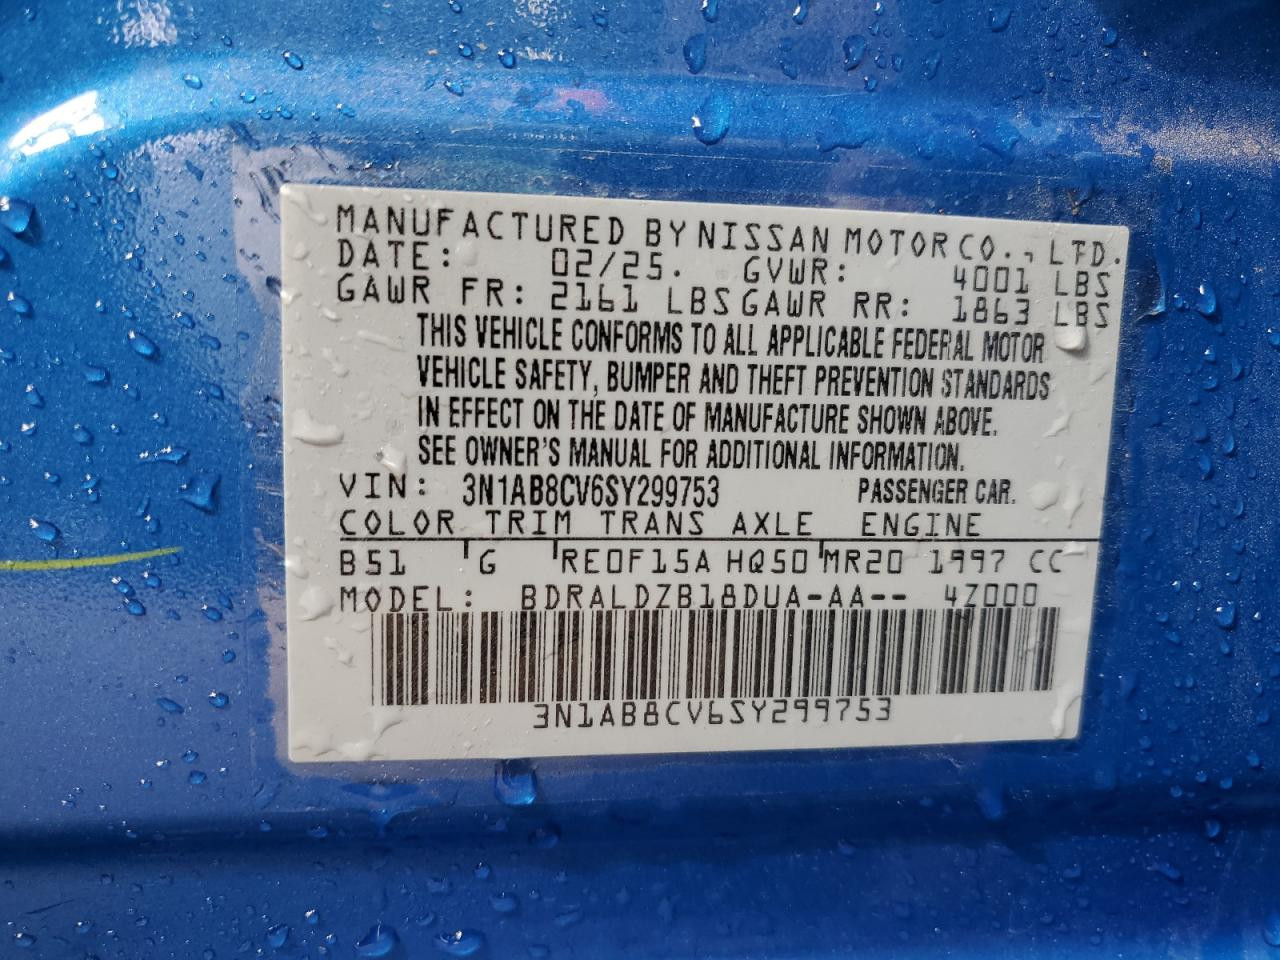 MANUFACTURED BY NISSAN MOTOR CO., LTD.
DATE: 02/25. GVWR: 4001 LBS
GAWR FR: 2161 LBS GAWR RR: 1863 LBS
THIS VEHICLE CONFORMS TO ALL APPLICABLE FEDERAL MOTOR
VEHICLE SAFETY, BUMPER AND THEFT PREVENTION STANDARDS
IN EFFECT ON THE DATE OF MANUFACTURE SHOWN ABOVE.
SEE OWNER'S MANUAL FOR ADDITIONAL INFORMATION.
VIN: 3N1AB8CV6SY299753 PASSENGER CAR.
COLOR TRIM TRANS AXLE ENGINE
B51 G RE0F15A HQ50 MR20 1997 CC
MODEL: BDRALDZB18DUA-AA-- 4Z000
3N1AB8CV6SY299753